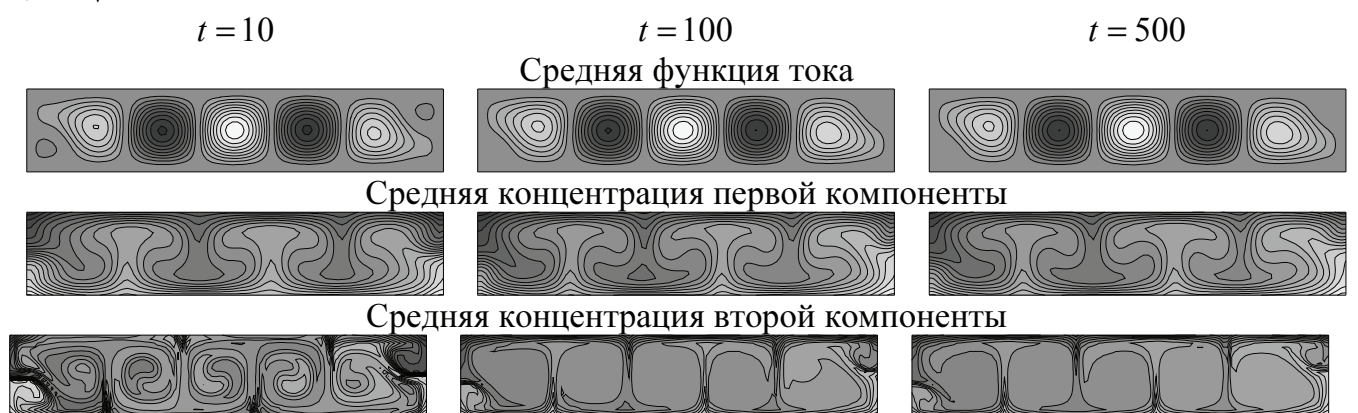 t = 10 t = 100 t = 500
Средняя функция тока
Средняя концентрация первой компоненты
Средняя концентрация второй компоненты